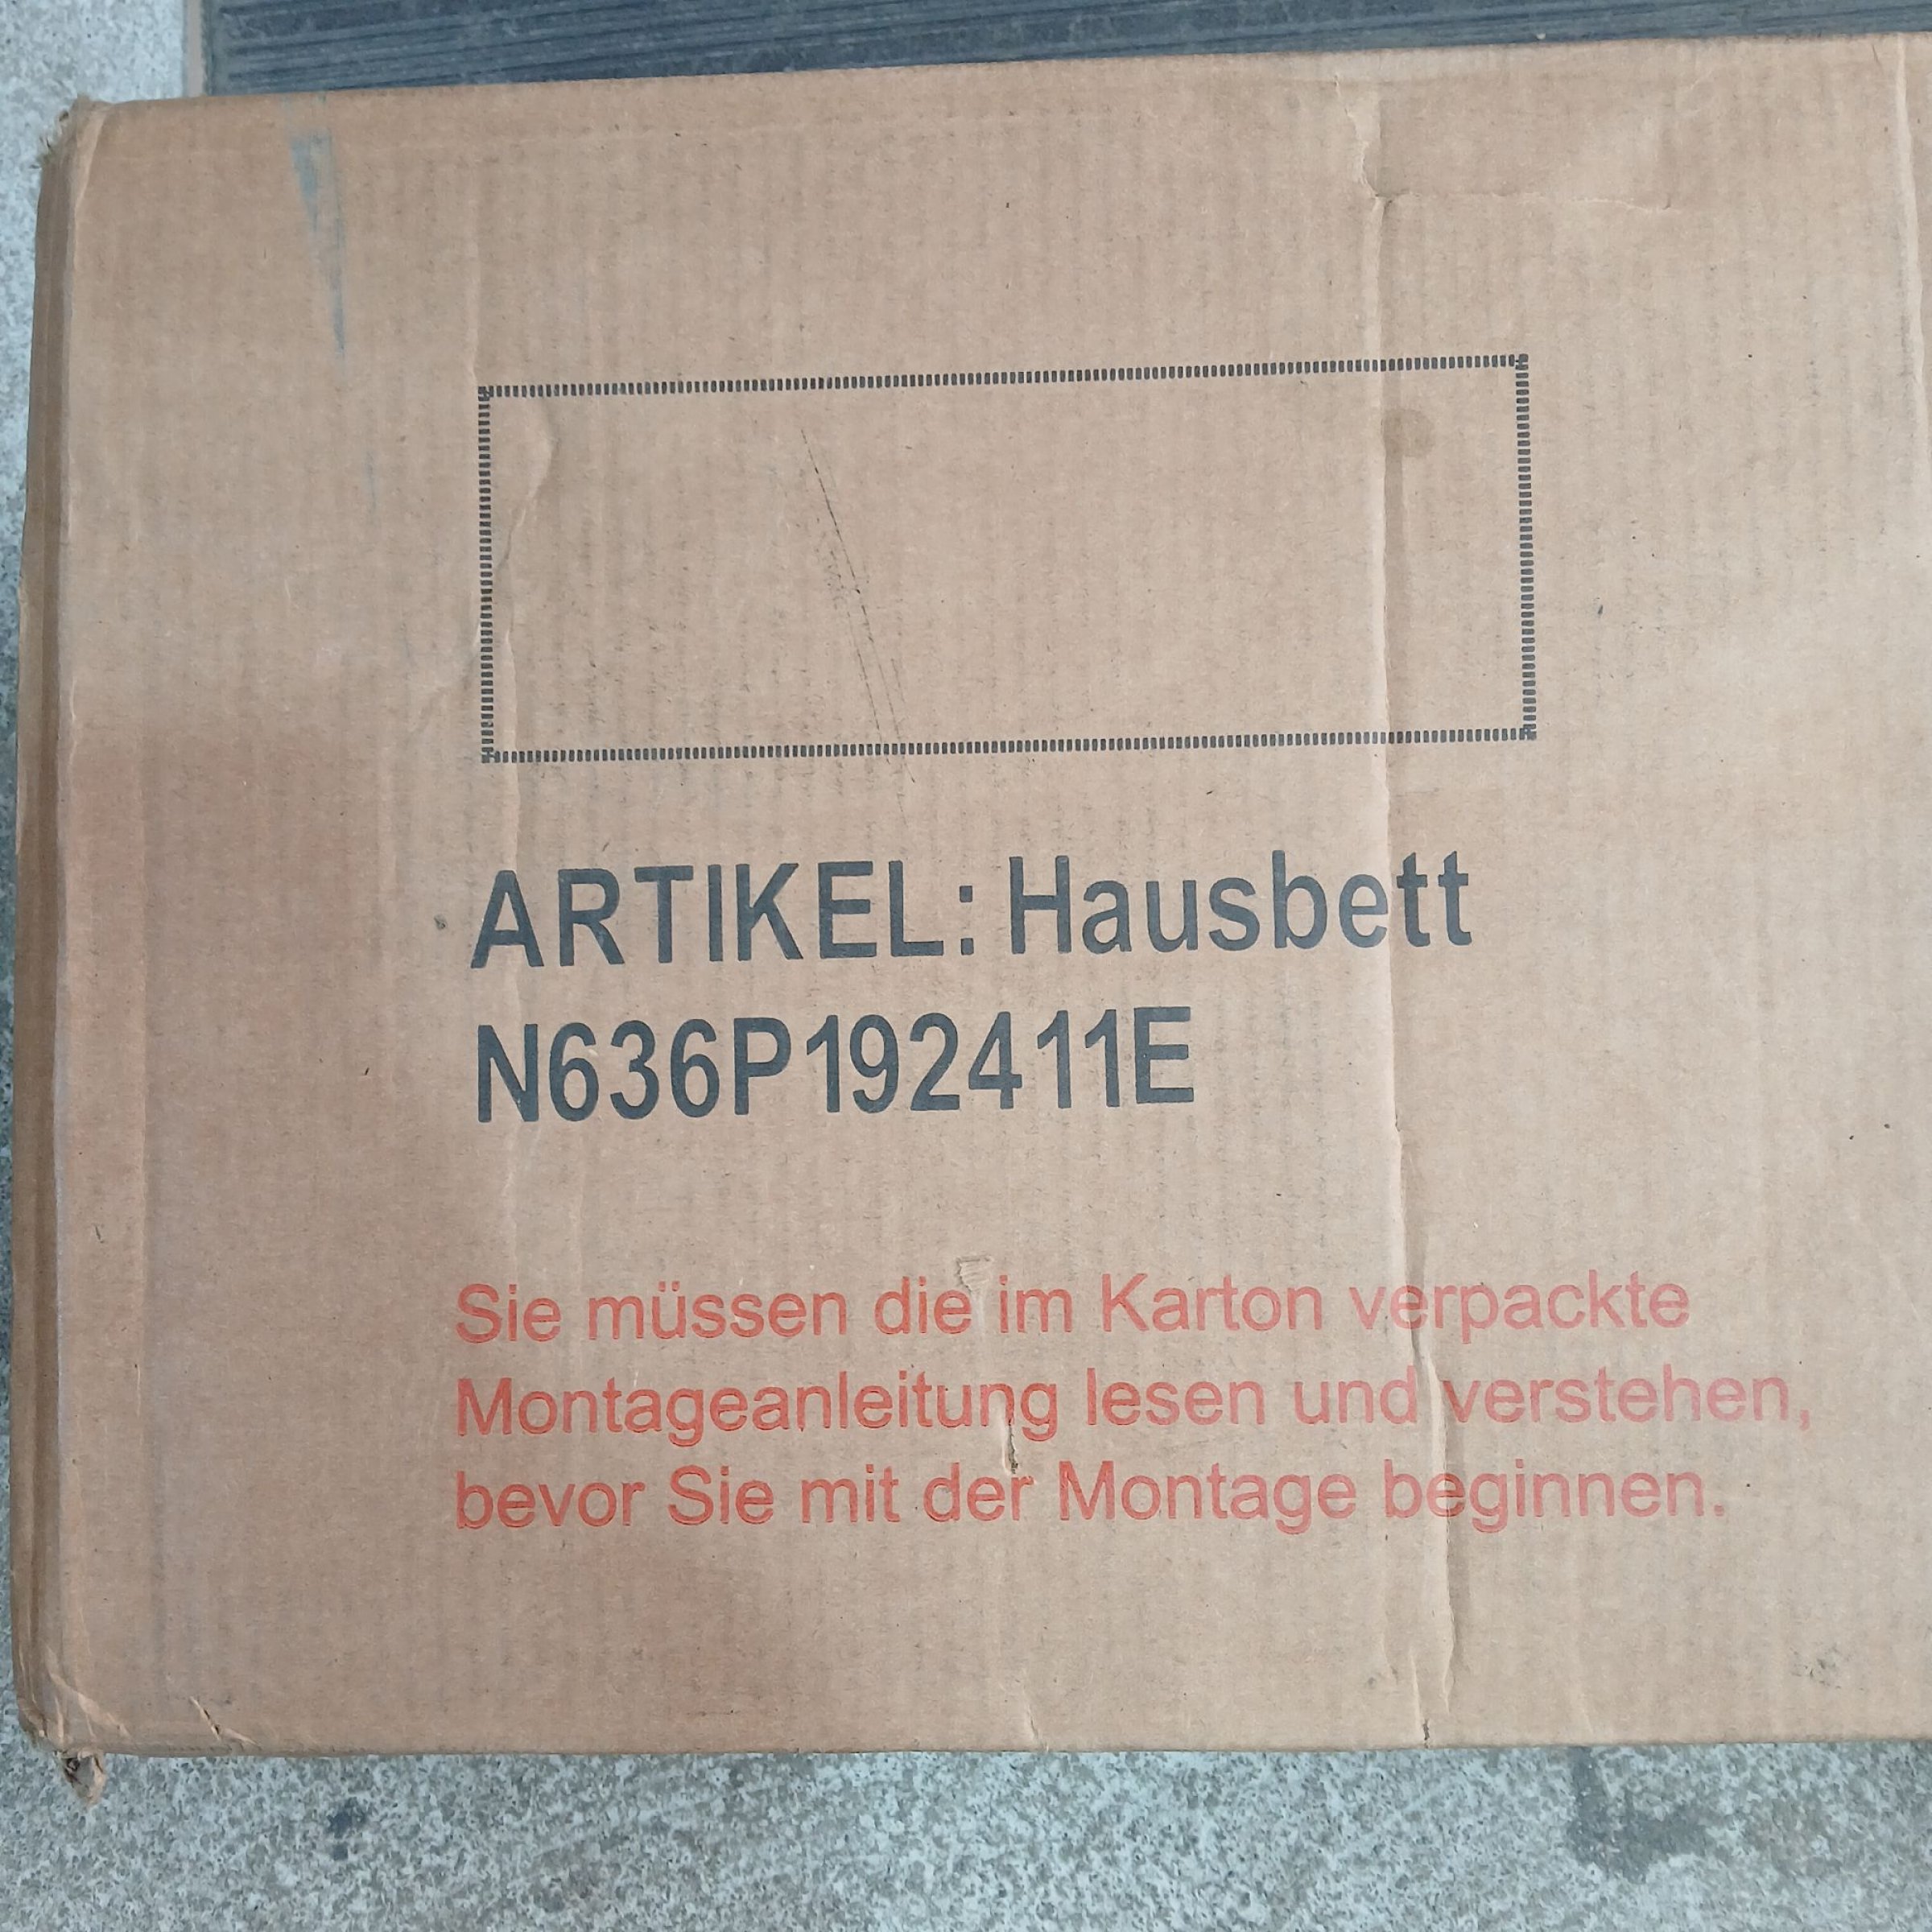 ARTIKEL: Hausbett
N636P192411E
Sie müssen die im Karton verpackte
Montageanleitung lesen und verstehen,
bevor Sie mit der Montage beginnen.